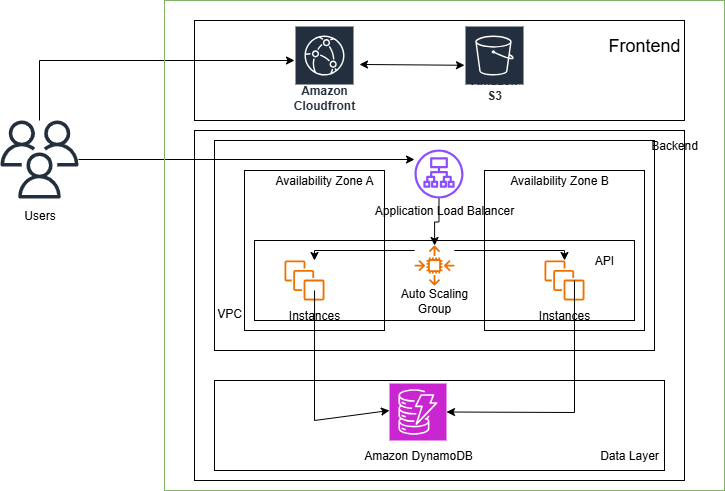 Frontend
Amazon
Cloudfront
S3
Users
Backend
Availability Zone A
Availability Zone B
Application Load Balancer
API
Auto Scaling
Group
VPC
Instances
Instances
Amazon DynamoDB
Data Layer